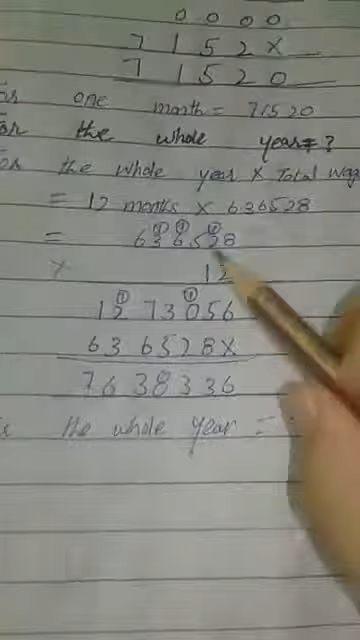 0 0 0 0
7 1 5 2 X
7 1 5 2 0
one month = 71520
the whole year = ?
the whole year X Total
= 12 months X 636528
= 636528
X 12
1273056
636528X
7638336
the whole year =